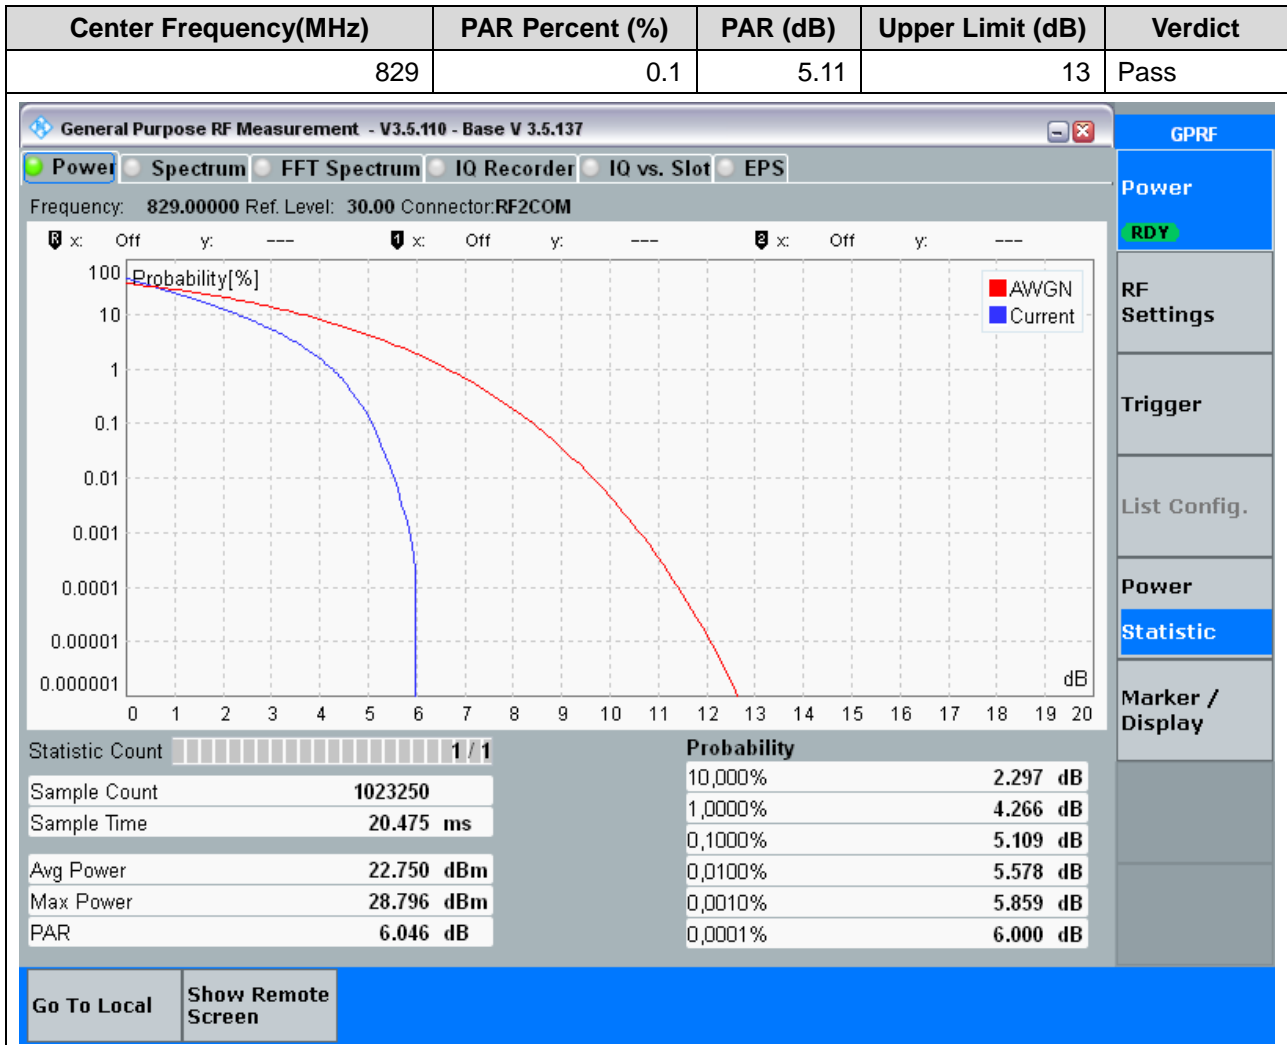 Center Frequency(MHz) PAR Percent (%) PAR (dB) Upper Limit (dB) Verdict
829 0.1 5.11 13 Pass
General Purpose RF Measurement - V3.5.110 - Base V 3.5.137
GPRF
Power Spectrum FFT Spectrum IQ Recorder IQ vs. Slot EPS
Frequency: 829.00000 Ref. Level: 30.00 Connector:RF2COM
R x: Off y: --- 1 x: Off y: --- 2 x: Off y: ---
Probability[%]
AWGN
Current
100
10
1
0.1
0.01
0.001
0.0001
0.00001
0.000001
dB
0 1 2 3 4 5 6 7 8 9 10 11 12 13 14 15 16 17 18 19 20
Statistic Count 1 / 1
Sample Count 1023250
Sample Time 20.475 ms
Avg Power 22.750 dBm
Max Power 28.796 dBm
PAR 6.046 dB
Probability
10,000% 2.297 dB
1,0000% 4.266 dB
0,1000% 5.109 dB
0,0100% 5.578 dB
0,0010% 5.859 dB
0,0001% 6.000 dB
Power
RDY
RF
Settings
Trigger
List Config.
Power
Statistic
Marker /
Display
Go To Local
Show Remote
Screen